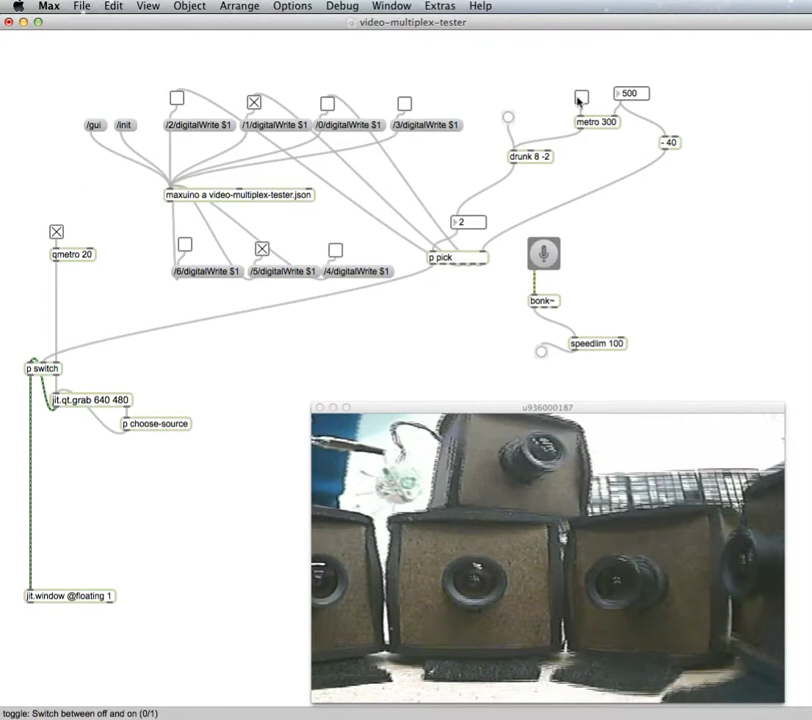 Max File Edit View Object Arrange Options Debug Window Extras Help
video-multiplex-tester
500
/gui /init /2/digitalWrite $1 /1/digitalWrite $1 /0/digitalWrite $1 /3/digitalWrite $1 metro 300
- 40
drunk 8 -2
maxuino a video-multiplex-tester.json
2
qmetro 20 p pick
/6/digitalWrite $1 /5/digitalWrite $1 /4/digitalWrite $1
bonk~
speedlim 100
p switch
jit.qt.grab 640 480
u936000187
p choose-source
jit.window @floating 1
toggle: Switch between off and on (0/1)